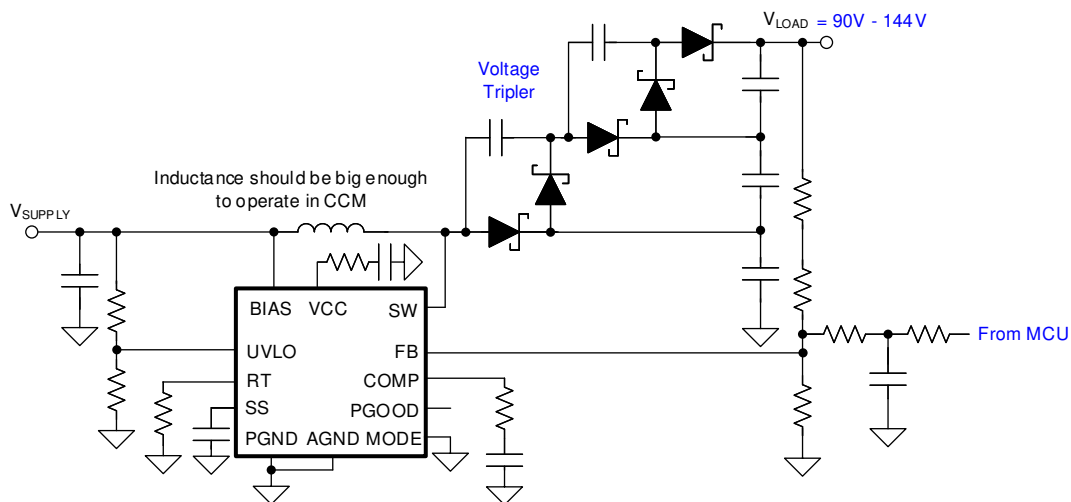 VLOAD = 90V - 144V
Voltage
Tripler
Inductance should be big enough
to operate in CCM
VSUPPLY
BIAS VCC SW
UVLO FB
RT COMP
SS PGOOD
PGND AGND MODE
From MCU